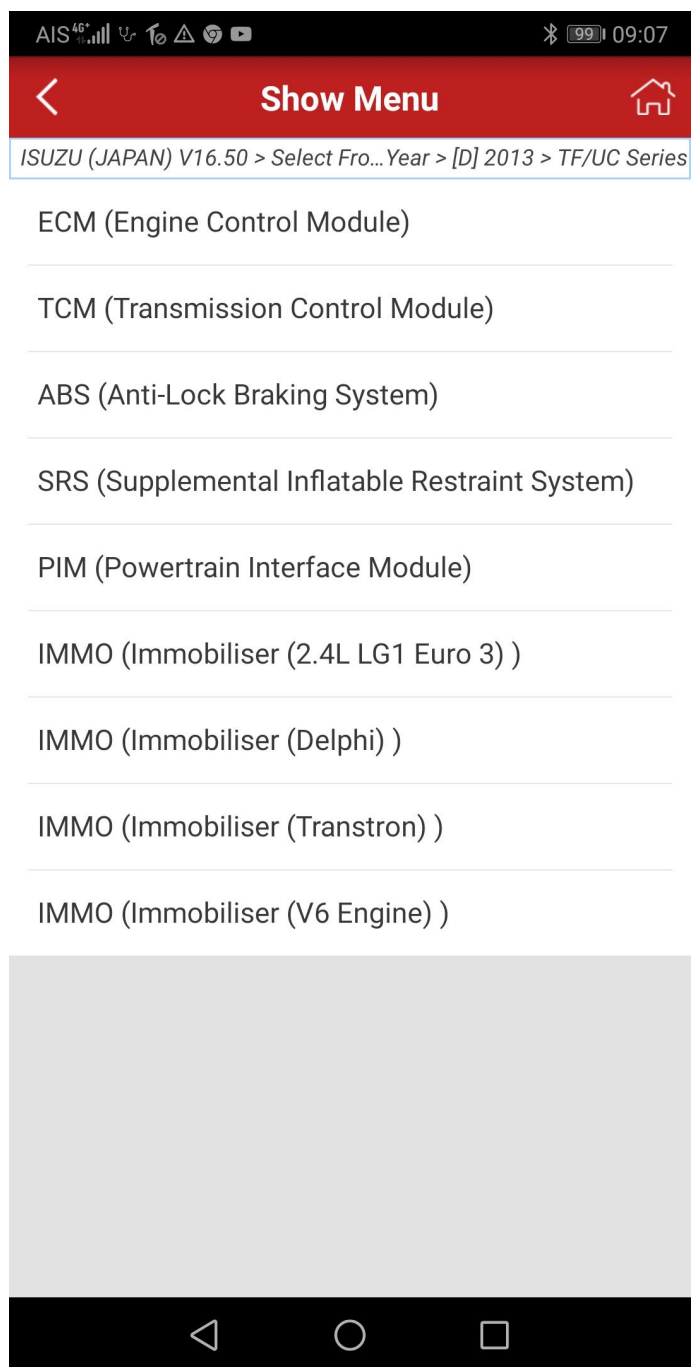 AIS 4G+ 99 09:07
Show Menu
ISUZU (JAPAN) V16.50 > Select Fro...Year > [D] 2013 > TF/UC Series
ECM (Engine Control Module)
TCM (Transmission Control Module)
ABS (Anti-Lock Braking System)
SRS (Supplemental Inflatable Restraint System)
PIM (Powertrain Interface Module)
IMMO (Immobiliser (2.4L LG1 Euro 3) )
IMMO (Immobiliser (Delphi) )
IMMO (Immobiliser (Transtron) )
IMMO (Immobiliser (V6 Engine) )